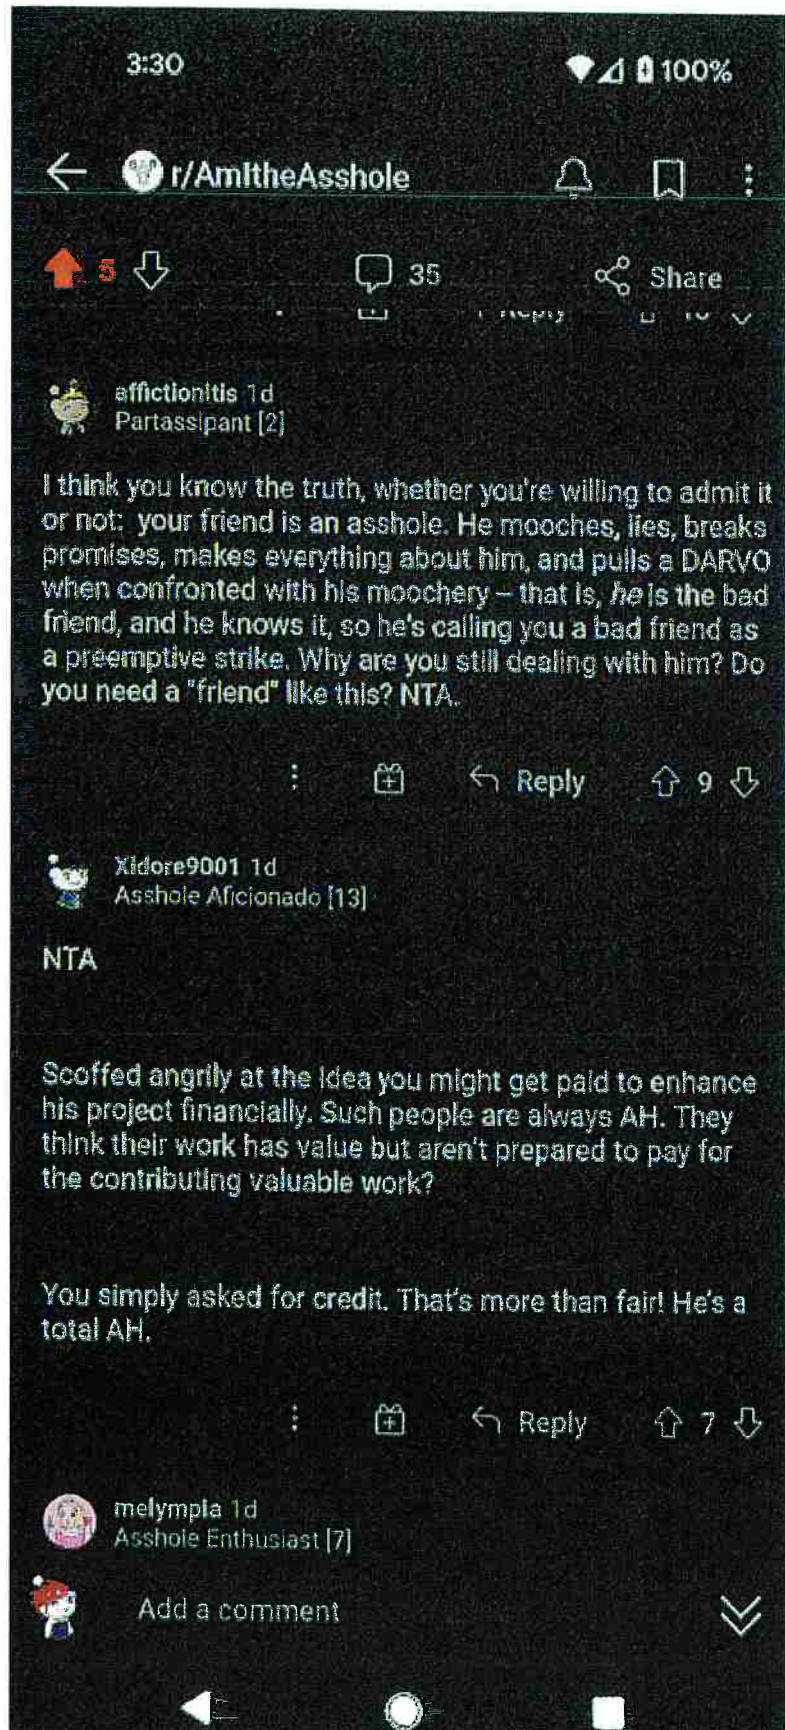 3:30 100%
r/AmItheAsshole
5 35 Share
Reply
affictionitis 1d
Partassipant [2]
I think you know the truth, whether you're willing to admit it
or not: your friend is an asshole. He mooches, lies, breaks
promises, makes everything about him, and pulls a DARVO
when confronted with his moochery – that is, he is the bad
friend, and he knows it, so he's calling you a bad friend as
a preemptive strike. Why are you still dealing with him? Do
you need a "friend" like this? NTA.
Reply 9
Xidore9001 1d
Asshole Aficionado [13]
NTA
Scoffed angrily at the idea you might get paid to enhance
his project financially. Such people are always AH. They
think their work has value but aren't prepared to pay for
the contributing valuable work?
You simply asked for credit. That's more than fair! He's a
total AH.
Reply 7
melympia 1d
Asshole Enthusiast [7]
Add a comment